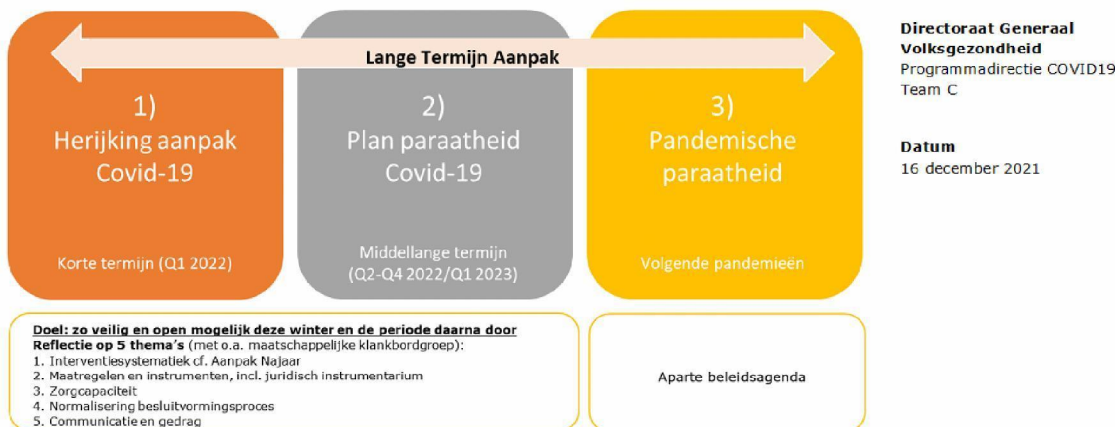 Lange Termijn Aanpak
1)
Herijking aanpak
Covid-19
Korte termijn (Q1 2022)
2)
Plan paraatheid
Covid-19
Middellange termijn
(Q2-Q4 2022/Q1 2023)
3)
Pandemische
paraatheid
Volgende pandemieën
Doel: zo veilig en open mogelijk deze winter en de periode daarna door
Reflectie op 5 thema's (met o.a. maatschappelijke klankbordgroep):
1. Interventiesystematiek cf. Aanpak Najaar
2. Maatregelen en instrumenten, incl. juridisch instrumentarium
3. Zorgcapaciteit
4. Normalisering besluitvormingsproces
5. Communicatie en gedrag
Aparte beleidsagenda
Directoraat Generaal
Volksgezondheid
Programmadirectie COVID19
Team C
Datum
16 december 2021